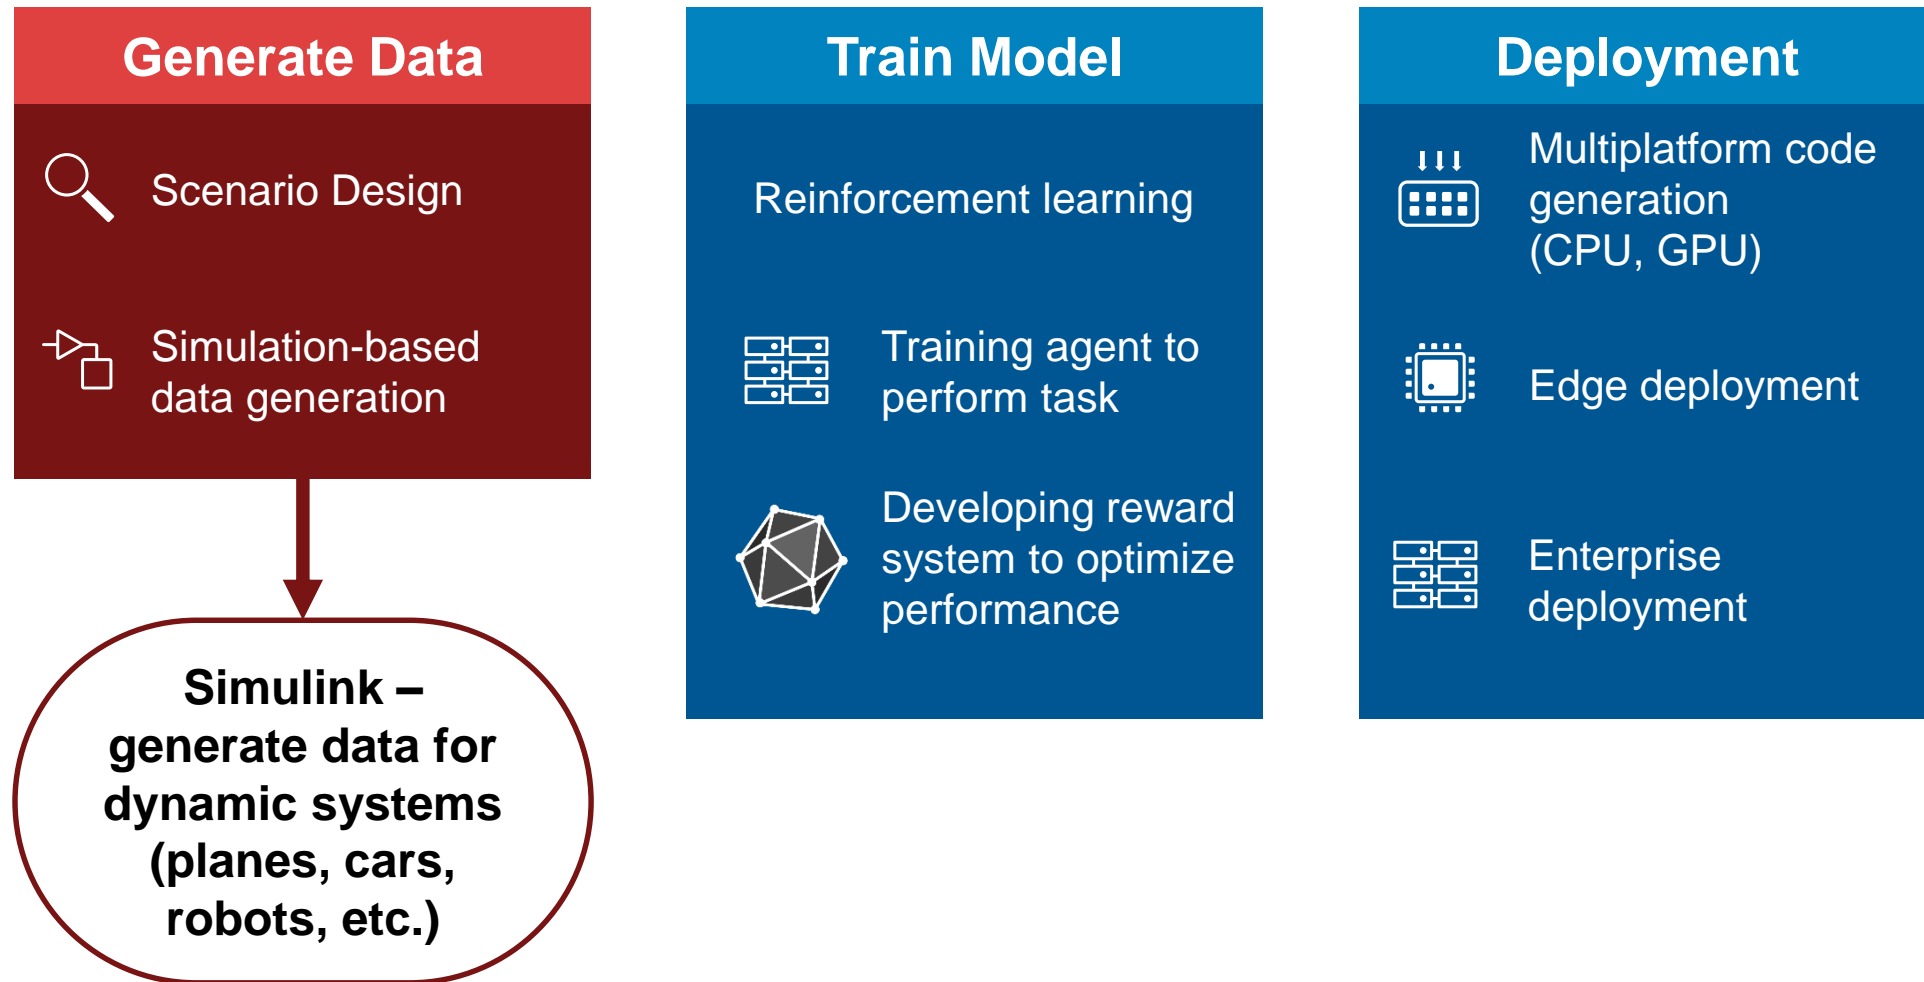 Generate Data
Scenario Design
Simulation-based
data generation
Simulink –
generate data for
dynamic systems
(planes, cars,
robots, etc.)
Train Model
Reinforcement learning
Training agent to
perform task
Developing reward
system to optimize
performance
Deployment
Multiplatform code
generation
(CPU, GPU)
Edge deployment
Enterprise
deployment